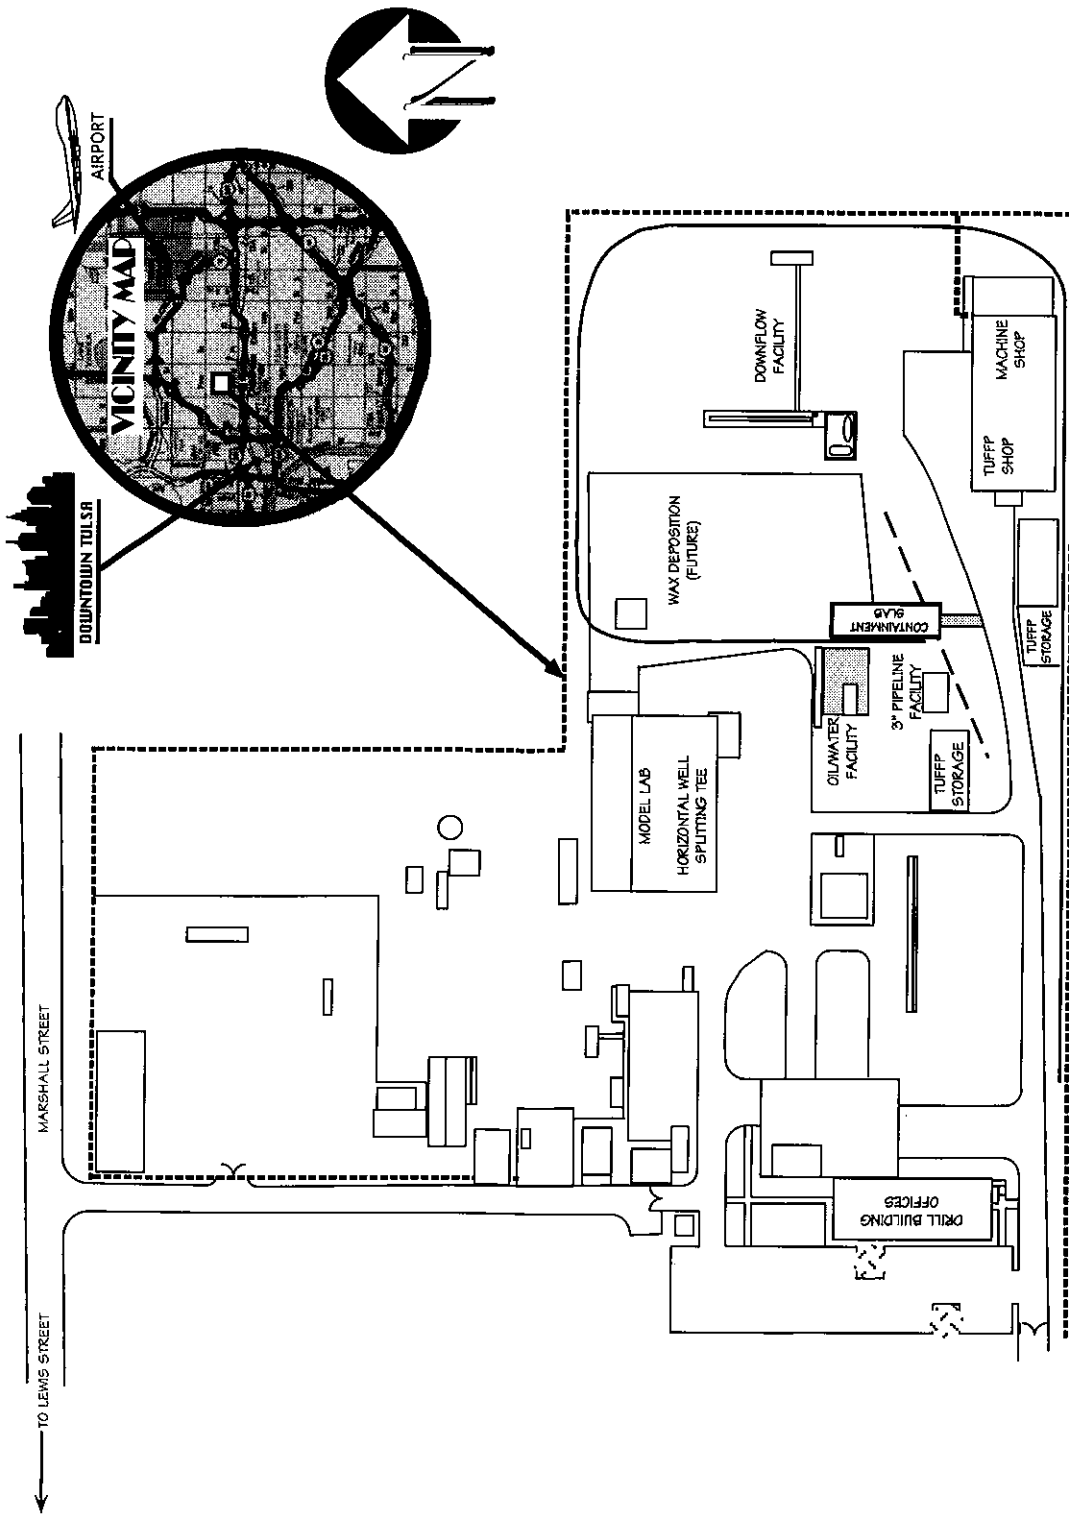 AIRPORT
VICINITY MAP
DOWNTOWN TULSA
N
DOWNFLOW
FACILITY
MACHINE
SHOP
TUFFP
SHOP
WAX DEPOSITION
(FUTURE)
CONTAINMENT
SLAB
TUFFP
STORAGE
3" PIPELINE
FACILITY
OIL/WATER
FACILITY
TUFFP
STORAGE
MODEL LAB
HORIZONTAL WELL
SPLITTING TEE
MARSHALL STREET
DRILL BUILDING
OFFICES
TO LEWIS STREET